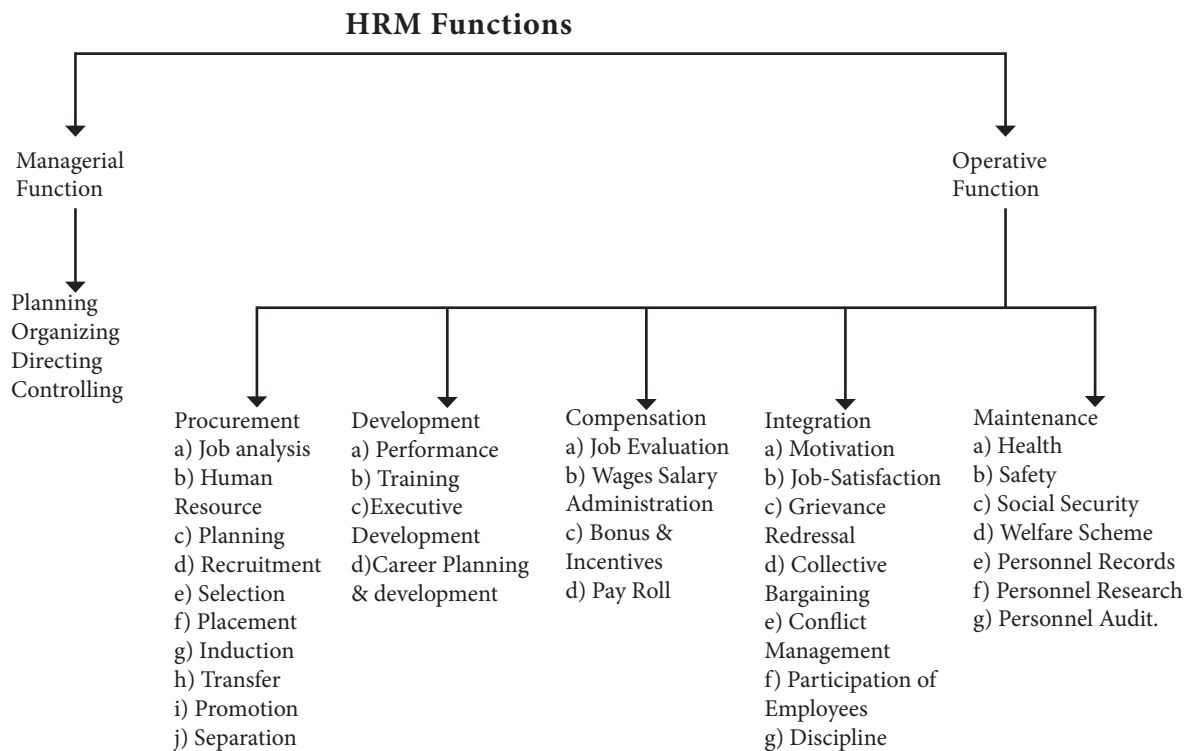 HRM Functions
Managerial
Function
Operative
Function
Planning
Organizing
Directing
Controlling
Procurement
a) Job analysis
b) Human
Resource
c) Planning
d) Recruitment
e) Selection
f) Placement
g) Induction
h) Transfer
i) Promotion
j) Separation
Development
a) Performance
b) Training
c)Executive
Development
d)Career Planning
& development
Compensation
a) Job Evaluation
b) Wages Salary
Administration
c) Bonus &
Incentives
d) Pay Roll
Integration
a) Motivation
b) Job-Satisfaction
c) Grievance
Redressal
d) Collective
Bargaining
e) Conflict
Management
f) Participation of
Employees
g) Discipline
Maintenance
a) Health
b) Safety
c) Social Security
d) Welfare Scheme
e) Personnel Records
f) Personnel Research
g) Personnel Audit.